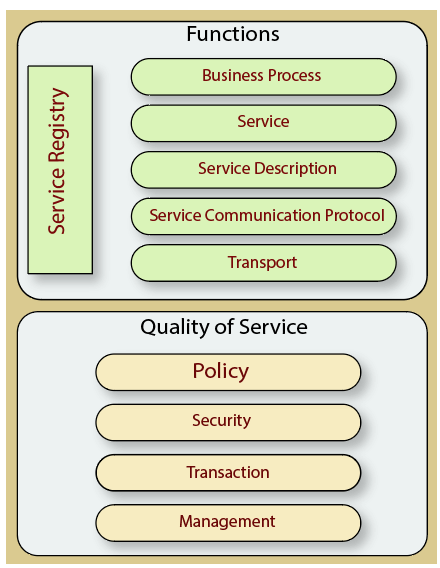 Functions
Service Registry
Business Process
Service
Service Description
Service Communication Protocol
Transport
Quality of Service
Policy
Security
Transaction
Management